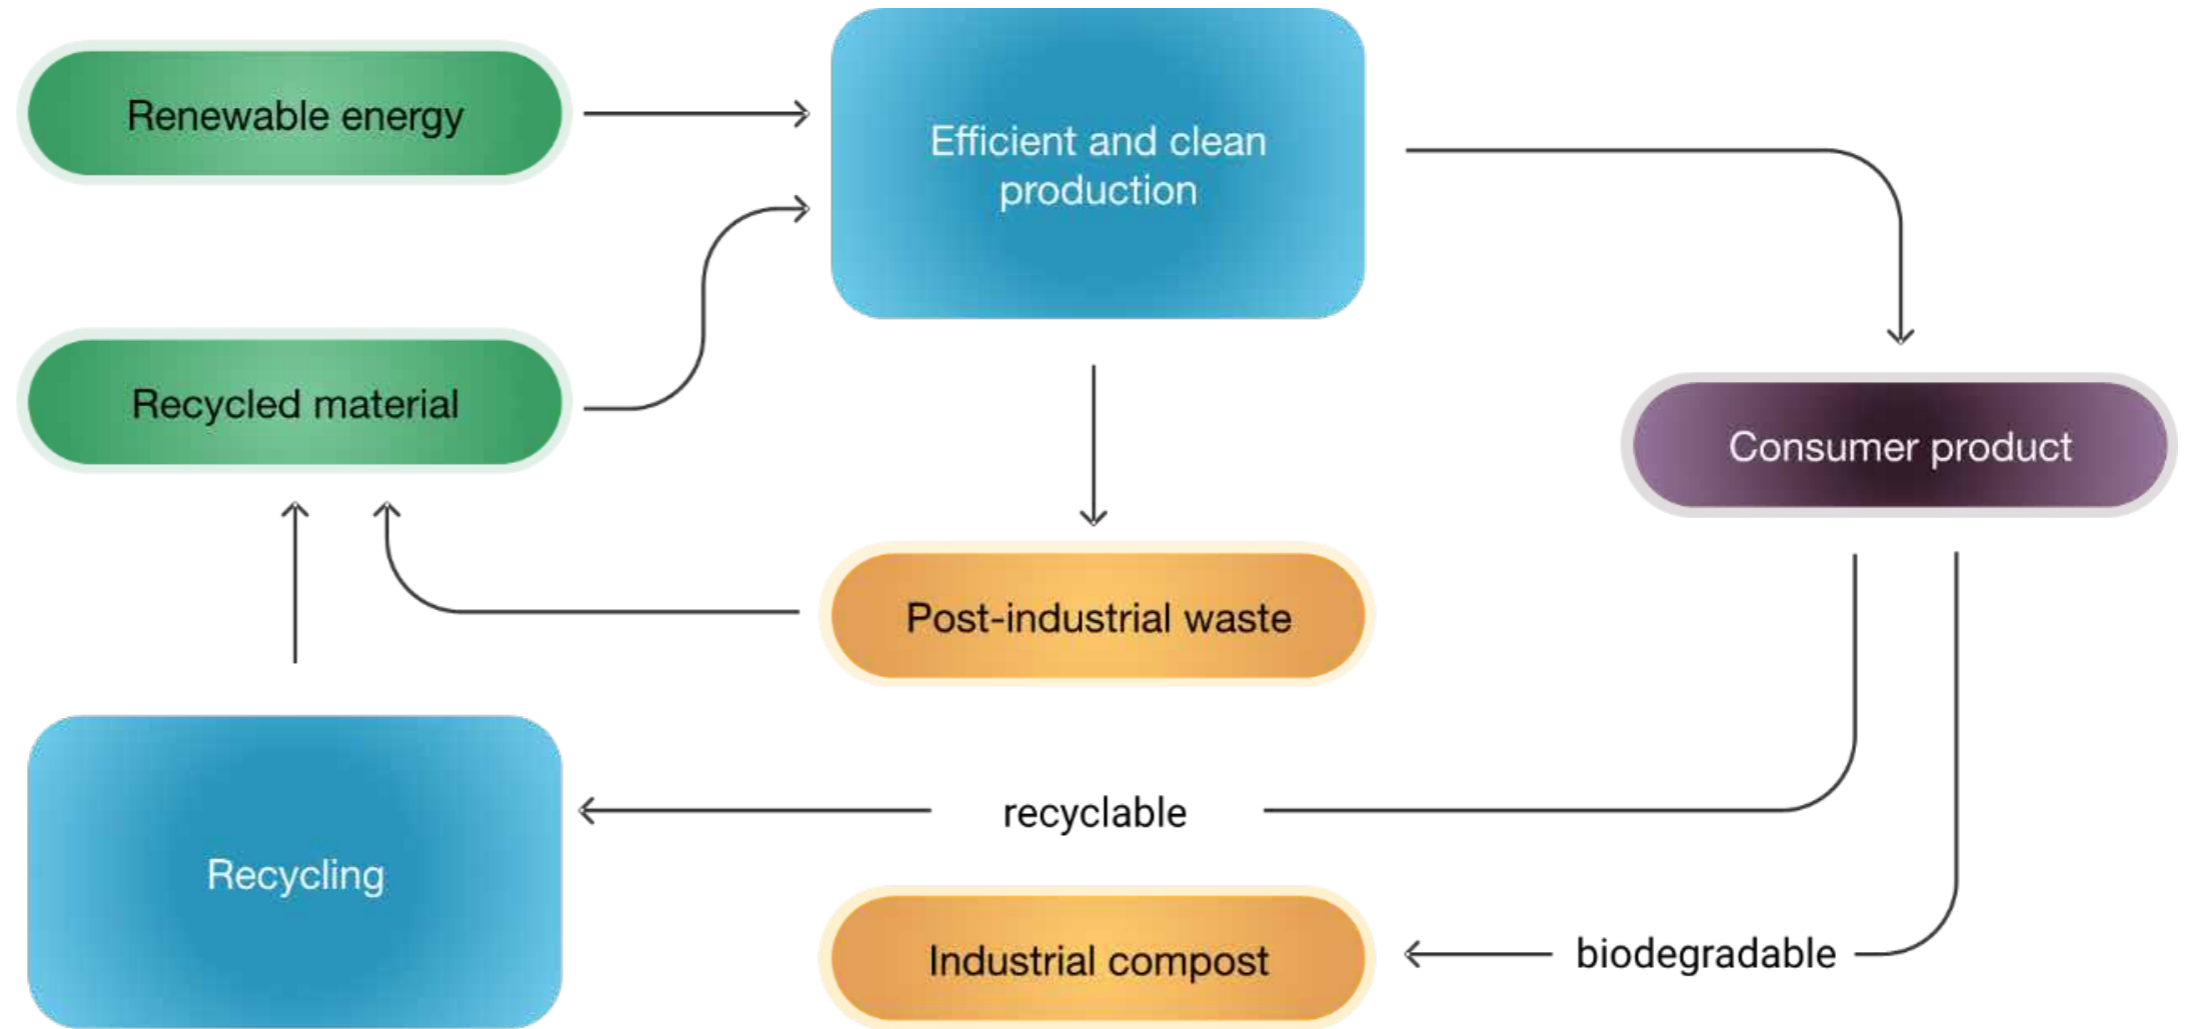 Renewable energy
Efficient and clean
production
Recycled material
Consumer product
Post-industrial waste
recyclable
Recycling
Industrial compost
biodegradable